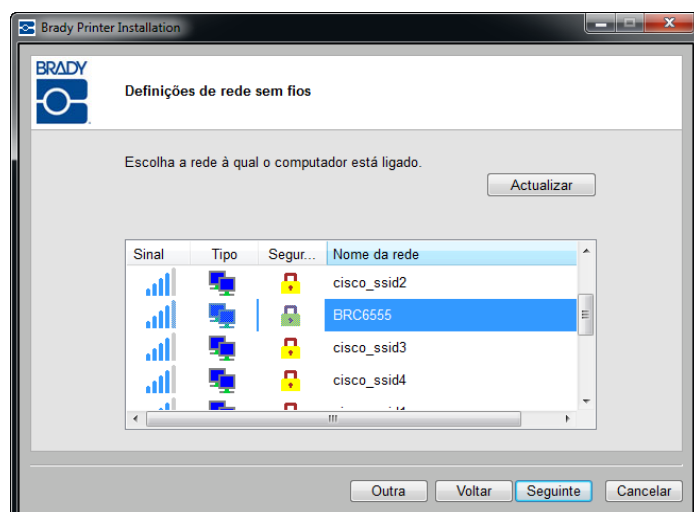 Brady Printer Installation
BRADY
Definições de rede sem fios
Escolha a rede à qual o computador está ligado.
Actualizar
Sinal Tipo Segur... Nome da rede
cisco_ssid2
BRC6555
cisco_ssid3
cisco_ssid4
Outra Voltar Seguinte Cancelar